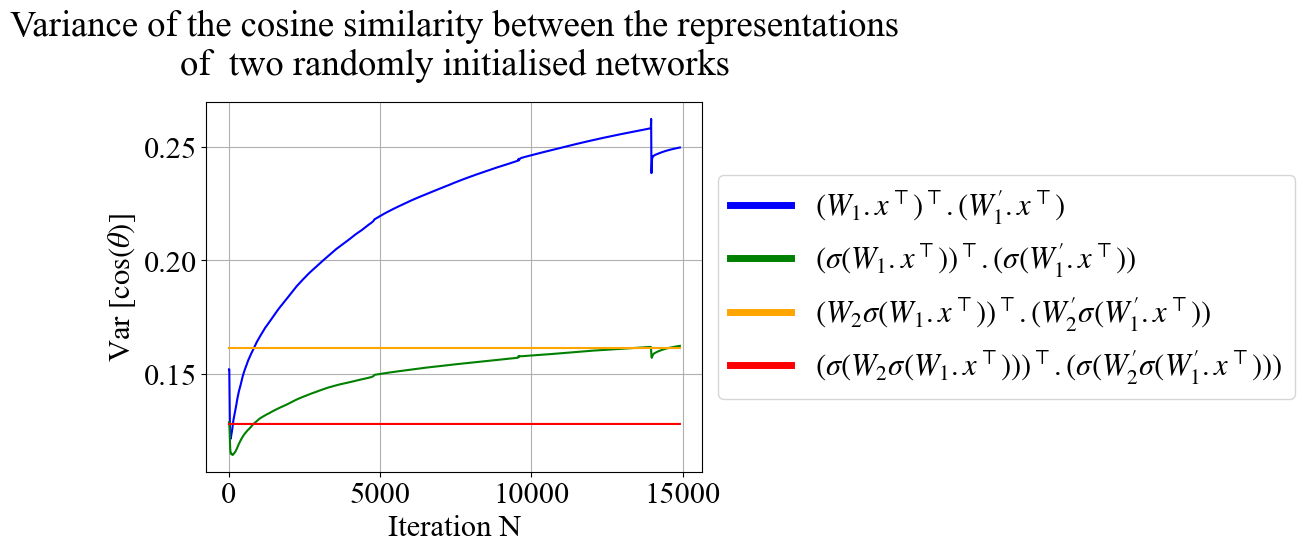 Variance of the cosine similarity between the representations
of two randomly initialised networks
0.25
0.20
0.15
Var [cos(θ)]
0
5000
10000
15000
Iteration N
(W₁.x⊤)⊤.(W₁′.x⊤)
(σ(W₁.x⊤))⊤.(σ(W₁′.x⊤))
(W₂σ(W₁.x⊤))⊤.(W₂′σ(W₁′.x⊤))
(σ(W₂σ(W₁.x⊤)))⊤.(σ(W₂′σ(W₁′.x⊤)))